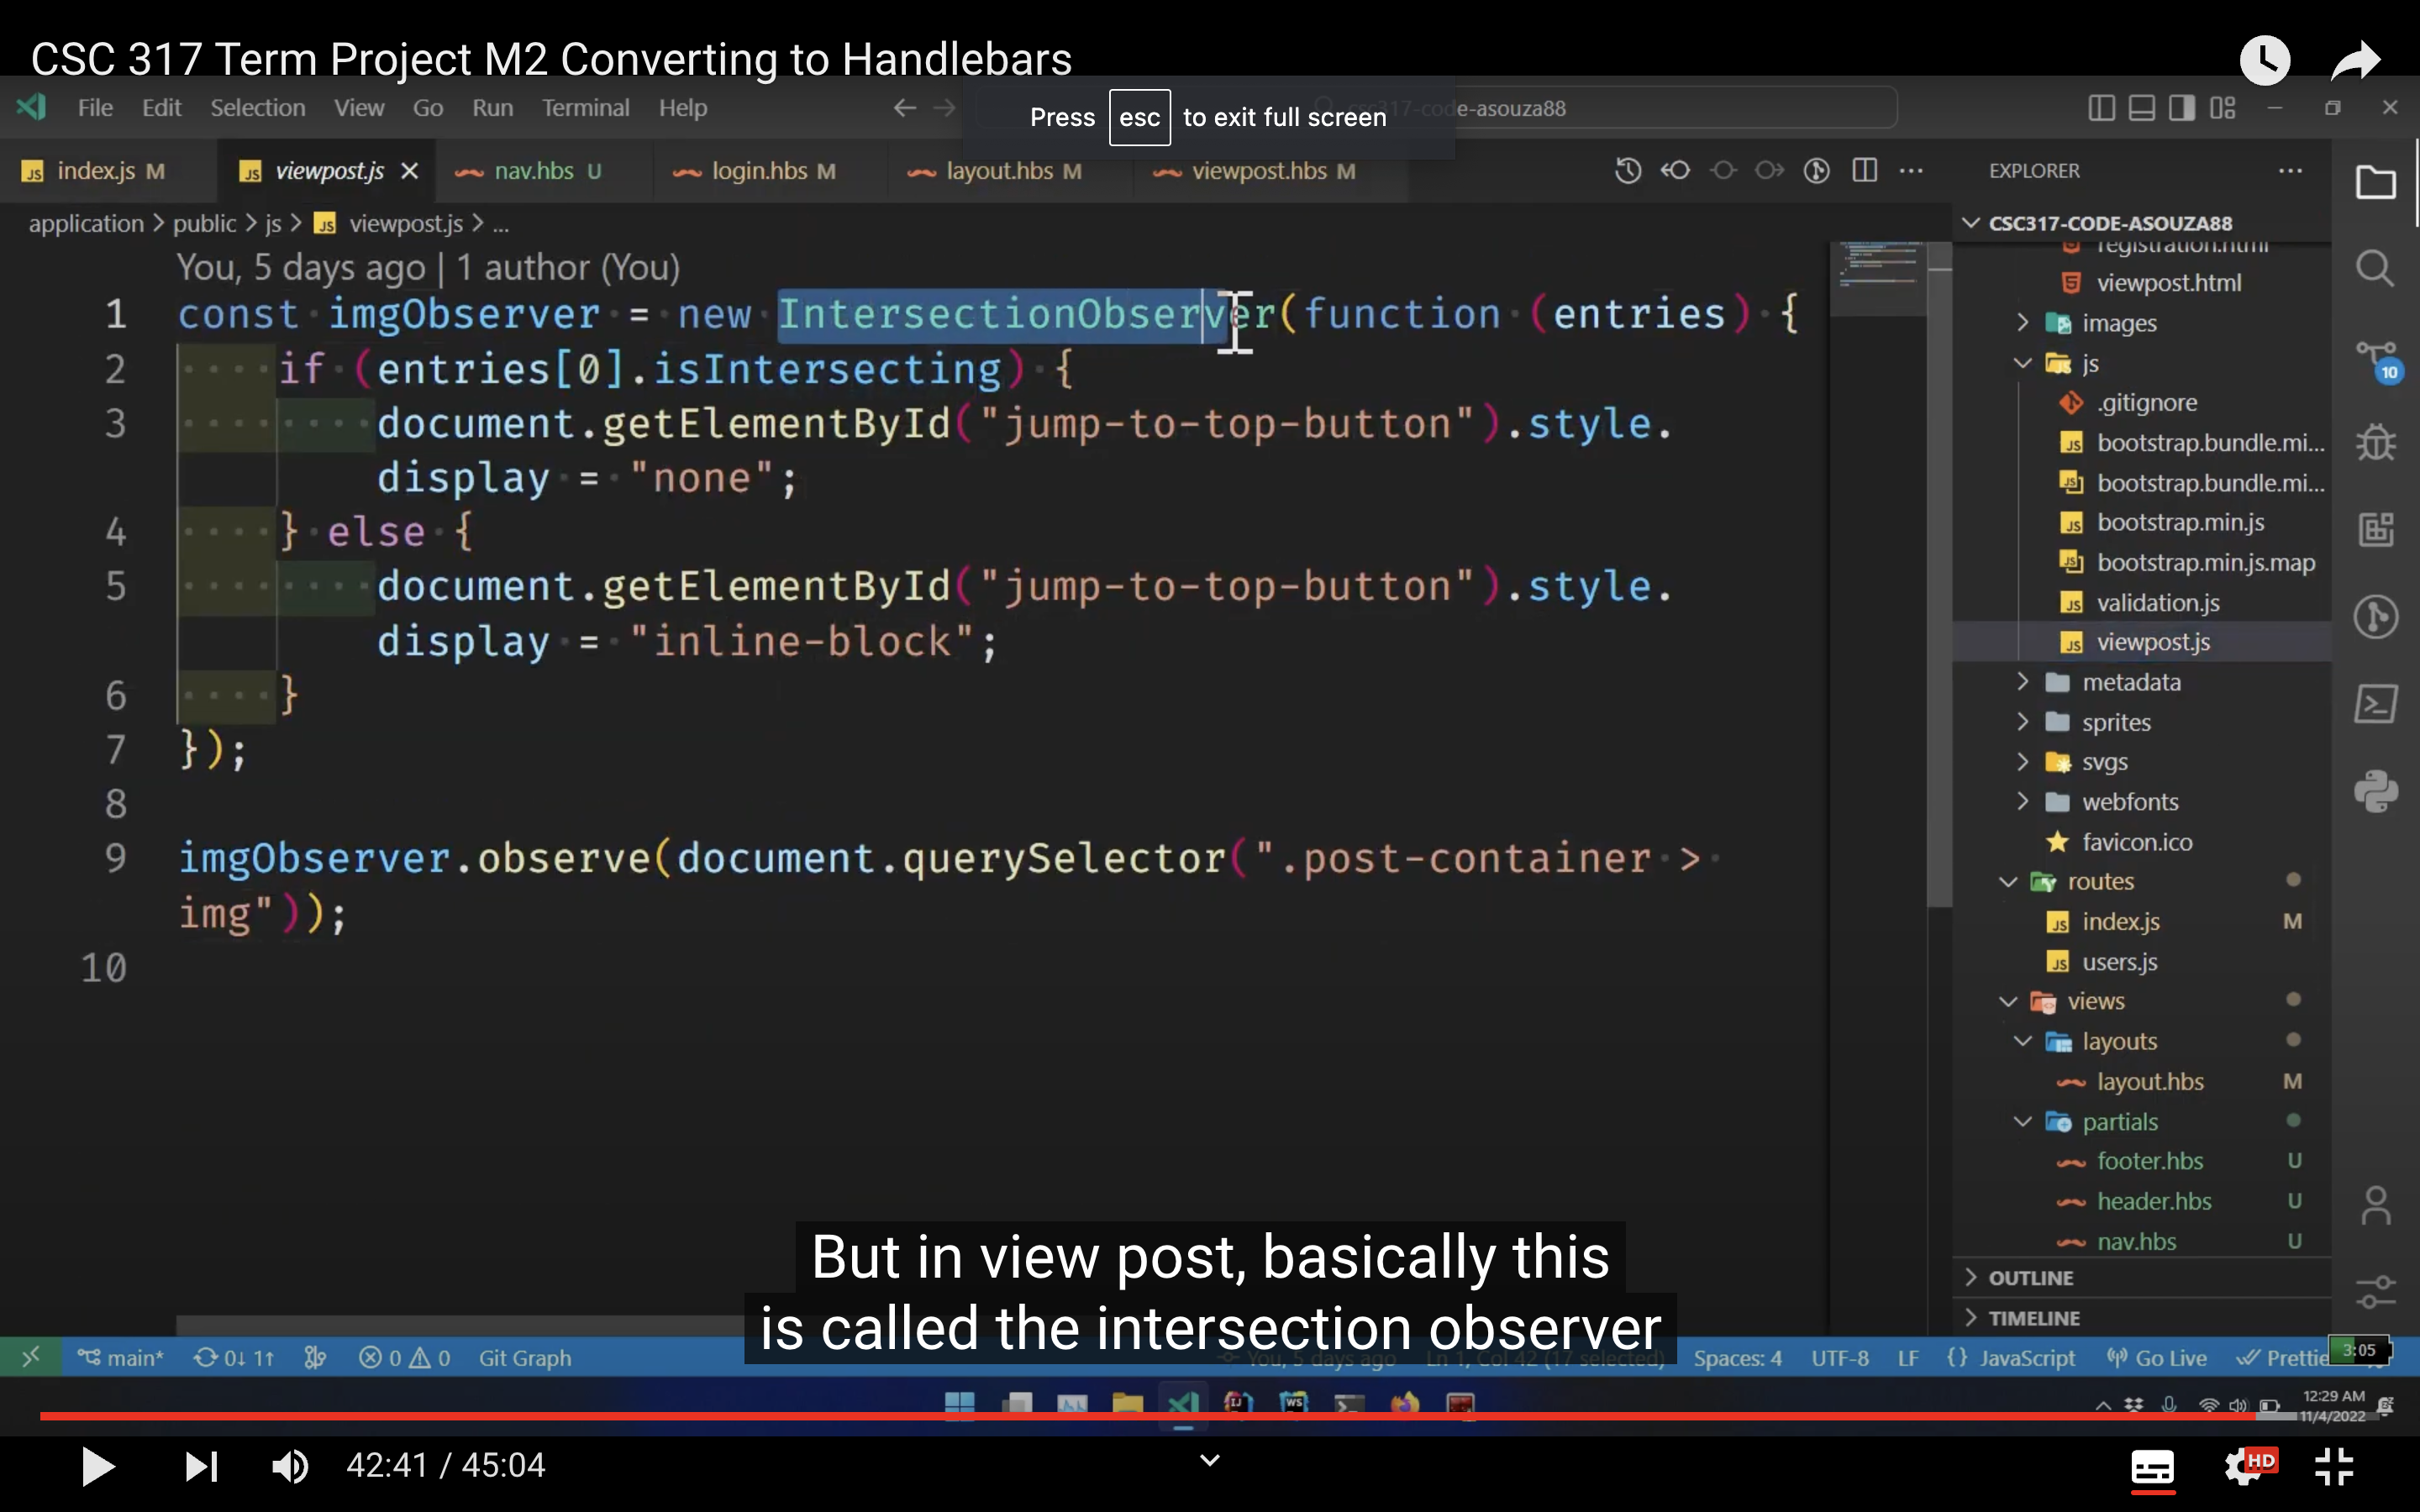 CSC 317 Term Project M2 Converting to Handlebars
File Edit Selection View Go Run Terminal Help
csc317-code-asouza88
Press esc to exit full screen
index.js M viewpost.js nav.hbs U login.hbs M layout.hbs M viewpost.hbs M
application > public > js > viewpost.js > ...
You, 5 days ago | 1 author (You)
1 const imgObserver = new IntersectionObserver(function (entries) {
2 if (entries[0].isIntersecting) {
3 document.getElementById("jump-to-top-button").style.
display = "none";
4 } else {
5 document.getElementById("jump-to-top-button").style.
display = "inline-block";
6 }
7 });
8
9 imgObserver.observe(document.querySelector(".post-container >
img"));
10
EXPLORER
CSC317-CODE-ASOUZA88
registration.html
viewpost.html
images
js
.gitignore
bootstrap.bundle.mi...
bootstrap.bundle.mi...
bootstrap.min.js
bootstrap.min.js.map
validation.js
viewpost.js
metadata
sprites
svgs
webfonts
favicon.ico
routes
index.js M
users.js
views
layouts
layout.hbs M
partials
footer.hbs U
header.hbs U
nav.hbs U
OUTLINE
TIMELINE
10
But in view post, basically this
is called the intersection observer
main* 0↓ 1↑ 0 0 Git Graph You, 5 days ago Ln 1, Col 42 (17 selected) Spaces: 4 UTF-8 LF {} JavaScript Go Live Prettie
3:05
12:29 AM
11/4/2022
42:41 / 45:04
HD